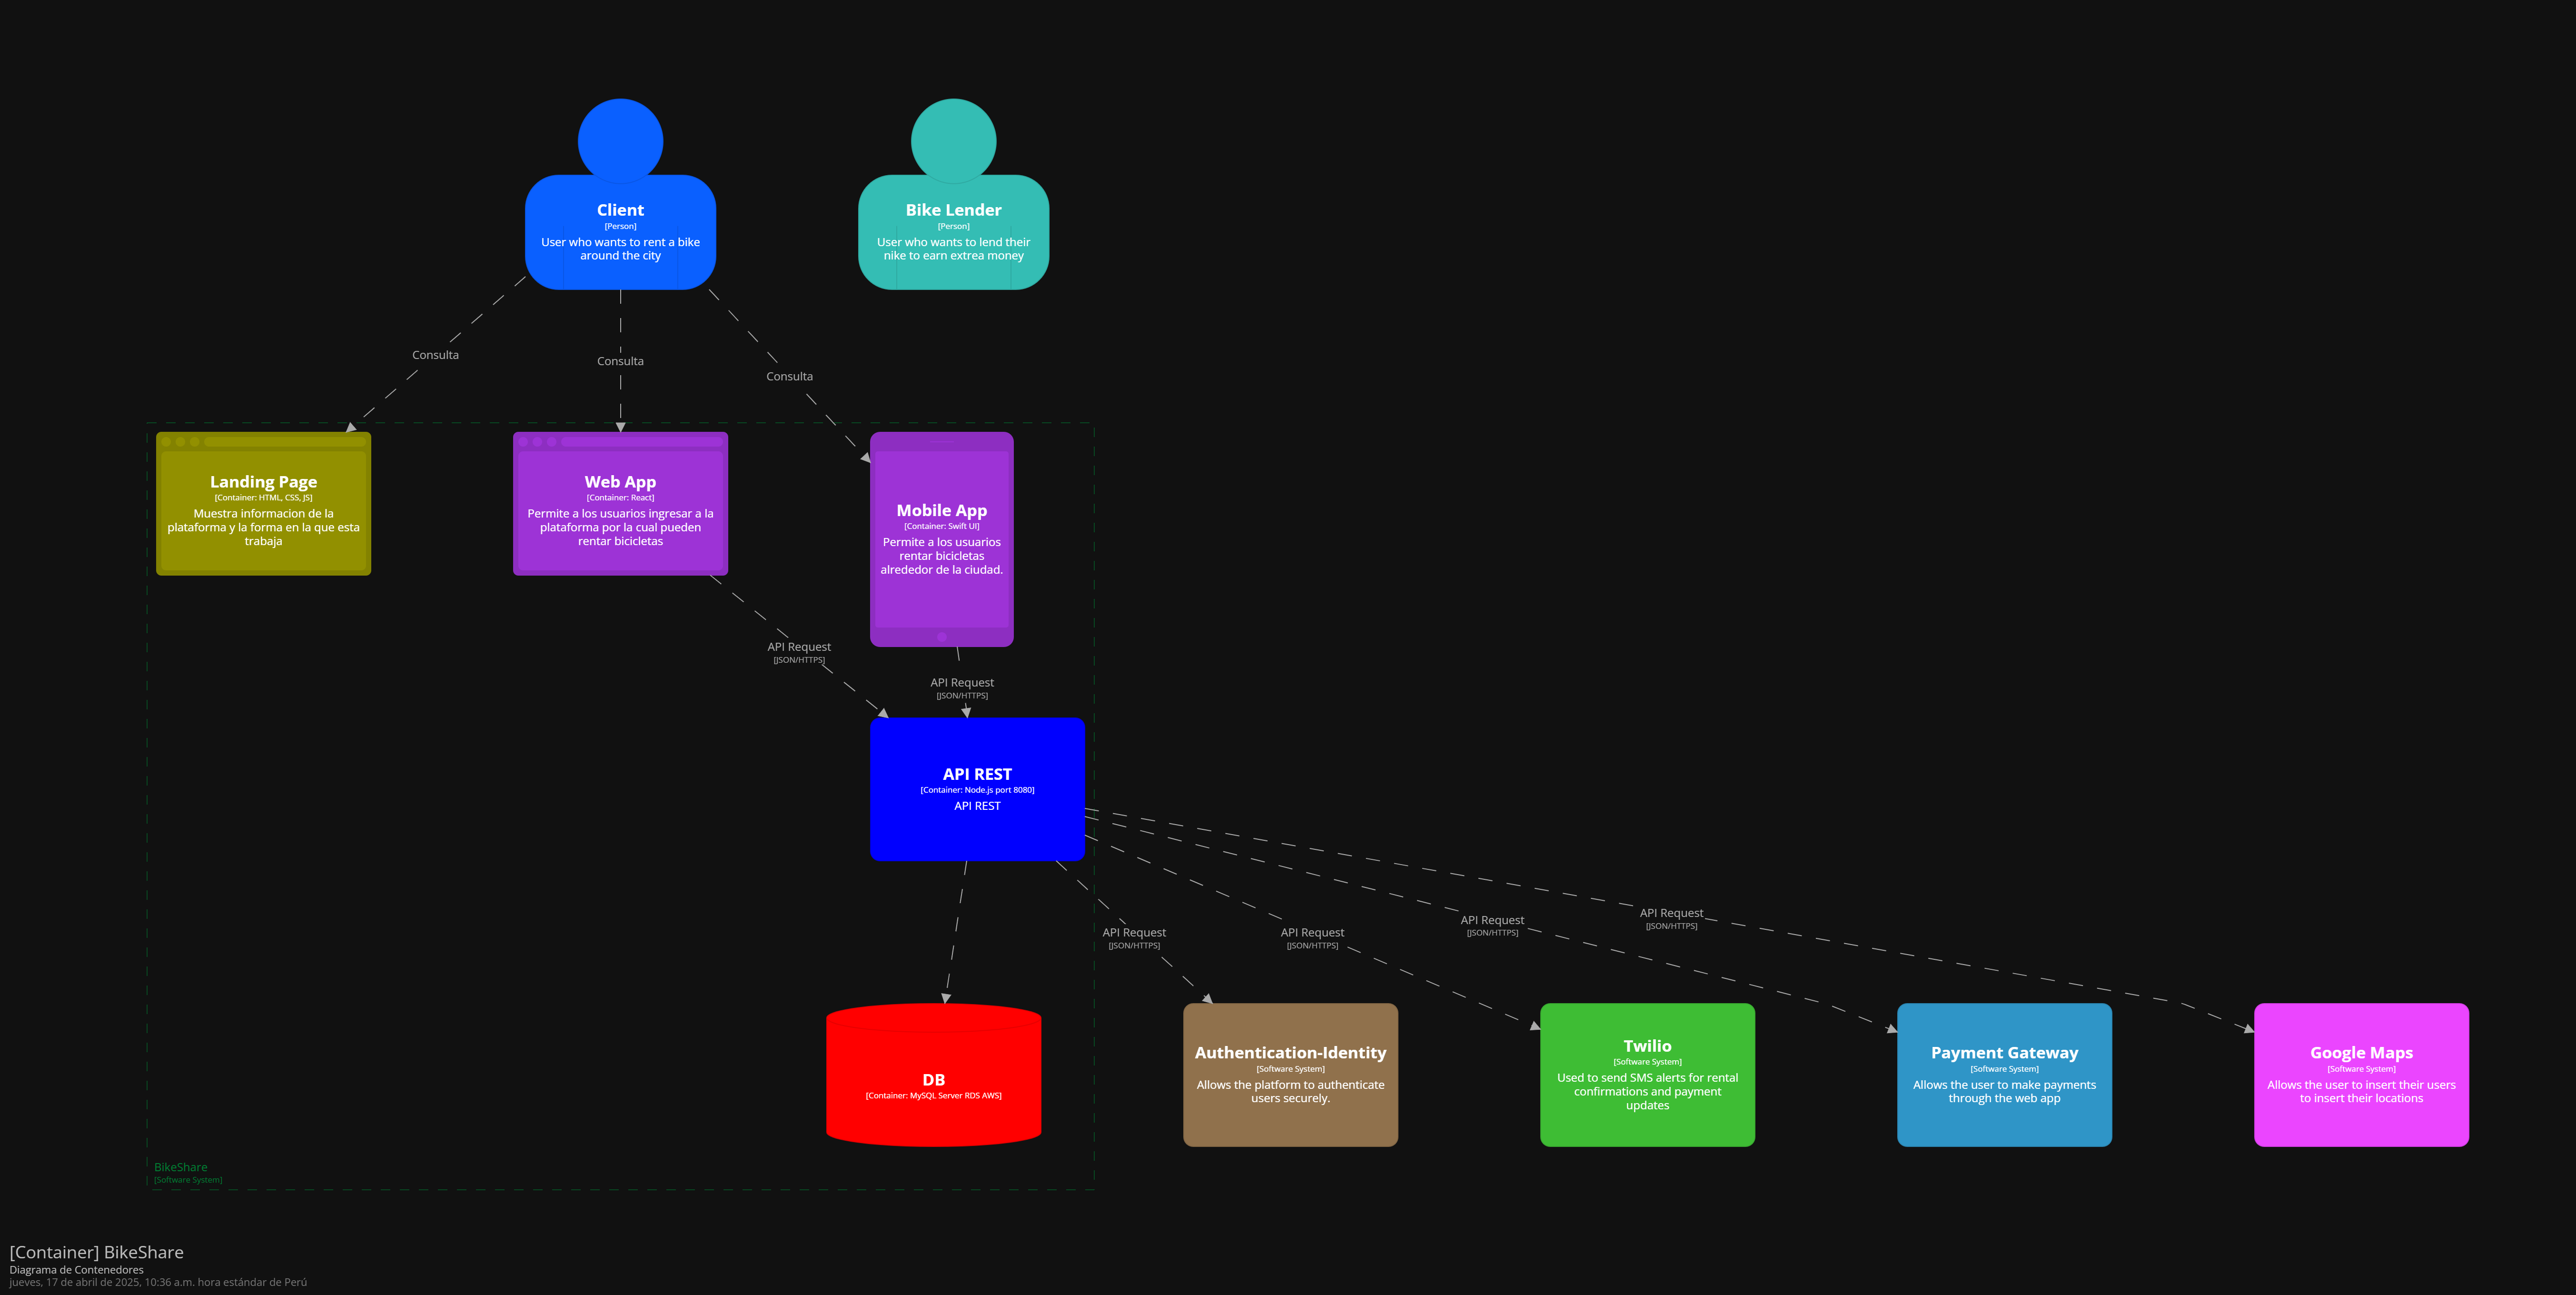 Client
[Person]
User who wants to rent a bike
around the city
Bike Lender
[Person]
User who wants to lend their
nike to earn extrea money
Consulta
Consulta
Consulta
Landing Page
[Container: HTML, CSS, JS]
Muestra informacion de la
plataforma y la forma en la que esta
trabaja
Web App
[Container: React]
Permite a los usuarios ingresar a la
plataforma por la cual pueden
rentar bicicletas
Mobile App
[Container: Swift UI]
Permite a los usuarios
rentar bicicletas
alrededor de la ciudad.
API Request
[JSON/HTTPS]
API Request
[JSON/HTTPS]
API REST
[Container: Node.js port 8080]
API REST
API Request
[JSON/HTTPS]
API Request
[JSON/HTTPS]
API Request
[JSON/HTTPS]
API Request
[JSON/HTTPS]
DB
[Container: MySQL Server RDS AWS]
Authentication-Identity
[Software System]
Allows the platform to authenticate
users securely.
Twilio
[Software System]
Used to send SMS alerts for rental
confirmations and payment
updates
Payment Gateway
[Software System]
Allows the user to make payments
through the web app
Google Maps
[Software System]
Allows the user to insert their users
to insert their locations
BikeShare
[Software System]
[Container] BikeShare
Diagrama de Contenedores
jueves, 17 de abril de 2025, 10:36 a.m. hora estándar de Perú